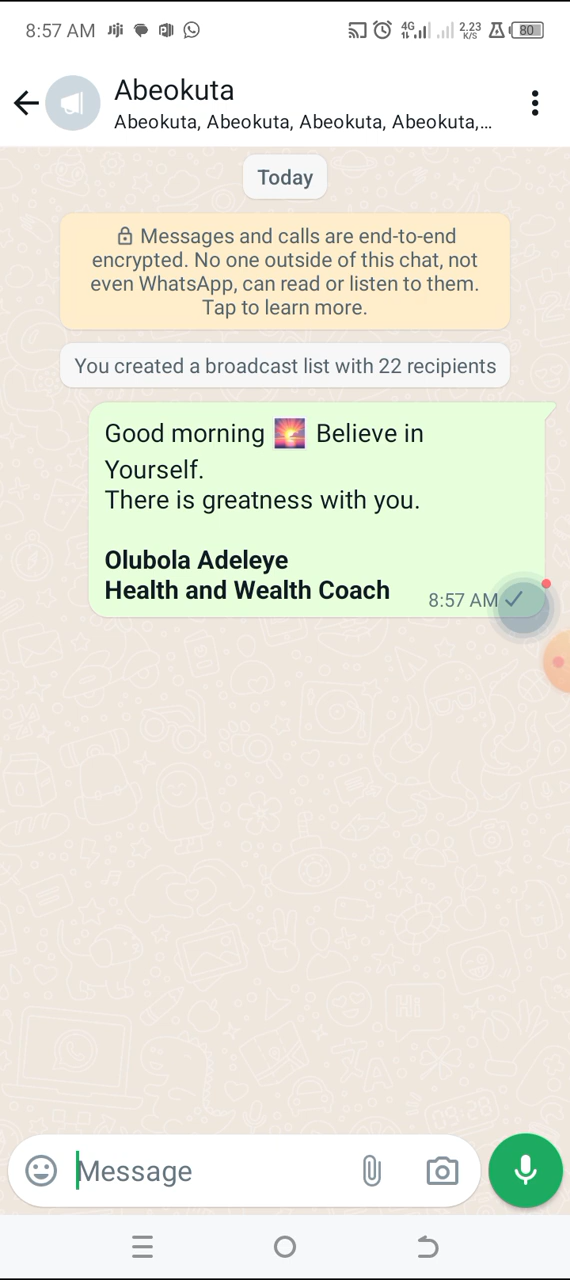 8:57 AM Jiji 4G 2.23 K/S 80
Abeokuta
Abeokuta, Abeokuta, Abeokuta, Abeokuta,...
Today
Messages and calls are end-to-end
encrypted. No one outside of this chat, not
even WhatsApp, can read or listen to them.
Tap to learn more.
You created a broadcast list with 22 recipients
Good morning 🌅 Believe in
Yourself.
There is greatness with you.
Olubola Adeleye
Health and Wealth Coach
8:57 AM
Message